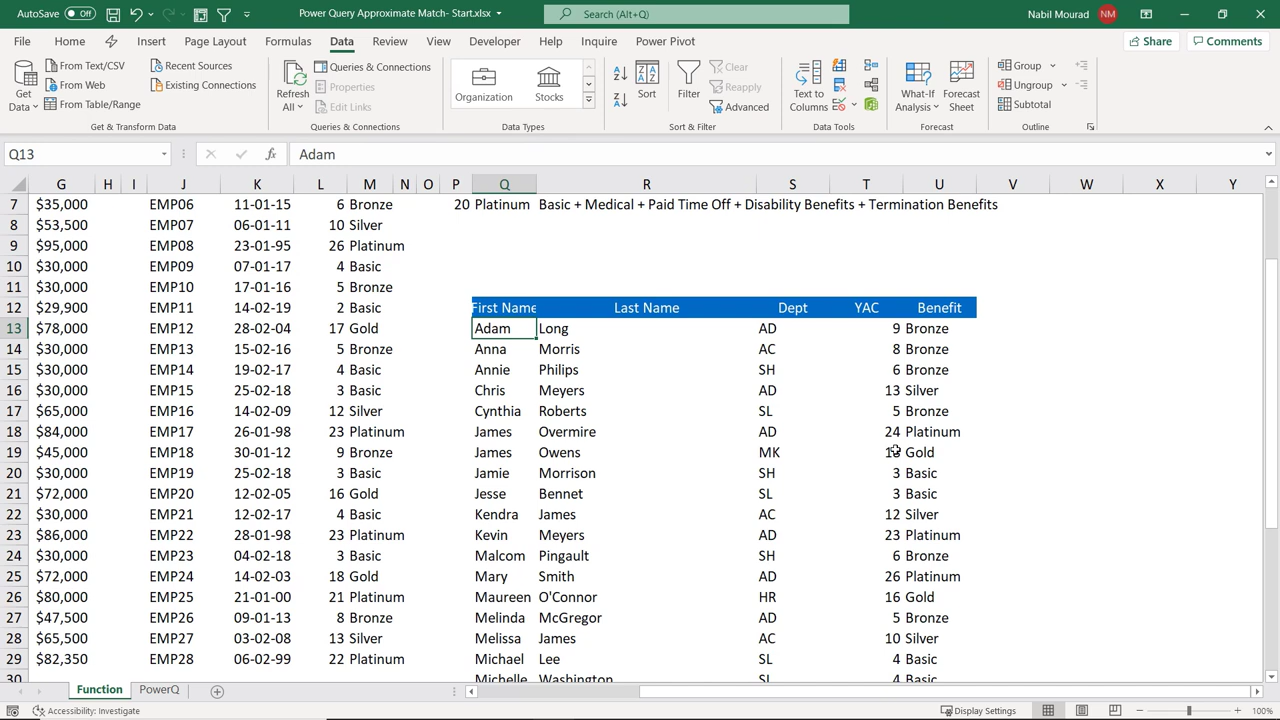 AutoSave Off Power Query Approximate Match- Start.xlsx Search (Alt+Q) Nabil Mourad NM
File Home Insert Page Layout Formulas Data Review View Developer Help Inquire Power Pivot Share Comments
Get Data From Text/CSV From Web From Table/Range Recent Sources Existing Connections
Refresh All Queries & Connections Properties Edit Links
Organization Stocks
Sort Filter Clear Reapply Advanced
Text to Columns
What-If Analysis Forecast Sheet
Group Ungroup Subtotal
Get & Transform Data Queries & Connections Data Types Sort & Filter Data Tools Forecast Outline
Q13 fx Adam
G H I J K L M N O P Q R S T U V W X Y
7 $35,000 EMP06 11-01-15 6 Bronze 20 Platinum Basic + Medical + Paid Time Off + Disability Benefits + Termination Benefits
8 $53,500 EMP07 06-01-11 10 Silver
9 $95,000 EMP08 23-01-95 26 Platinum
10 $30,000 EMP09 07-01-17 4 Basic
11 $30,000 EMP10 17-01-16 5 Bronze
12 $29,900 EMP11 14-02-19 2 Basic First Name Last Name Dept YAC Benefit
13 $78,000 EMP12 28-02-04 17 Gold Adam Long AD 9 Bronze
14 $30,000 EMP13 15-02-16 5 Bronze Anna Morris AC 8 Bronze
15 $30,000 EMP14 19-02-17 4 Basic Annie Philips SH 6 Bronze
16 $30,000 EMP15 25-02-18 3 Basic Chris Meyers AD 13 Silver
17 $65,000 EMP16 14-02-09 12 Silver Cynthia Roberts SL 5 Bronze
18 $84,000 EMP17 26-01-98 23 Platinum James Overmire AD 24 Platinum
19 $45,000 EMP18 30-01-12 9 Bronze James Owens MK Gold
20 $30,000 EMP19 25-02-18 3 Basic Jamie Morrison SH 3 Basic
21 $72,000 EMP20 12-02-05 16 Gold Jesse Bennet SL 3 Basic
22 $30,000 EMP21 12-02-17 4 Basic Kendra James AC 12 Silver
23 $86,000 EMP22 28-01-98 23 Platinum Kevin Meyers AD 23 Platinum
24 $30,000 EMP23 04-02-18 3 Basic Malcom Pingault SH 6 Bronze
25 $72,000 EMP24 14-02-03 18 Gold Mary Smith AD 26 Platinum
26 $80,000 EMP25 21-01-00 21 Platinum Maureen O'Connor HR 16 Gold
27 $47,500 EMP26 09-01-13 8 Bronze Melinda McGregor AD 5 Bronze
28 $65,500 EMP27 03-02-08 13 Silver Melissa James AC 10 Silver
29 $82,350 EMP28 06-02-99 22 Platinum Michael Lee SL 4 Basic
30 Michelle Washington SL 4 Basic
Function PowerQ
Accessibility: Investigate Display Settings 100%